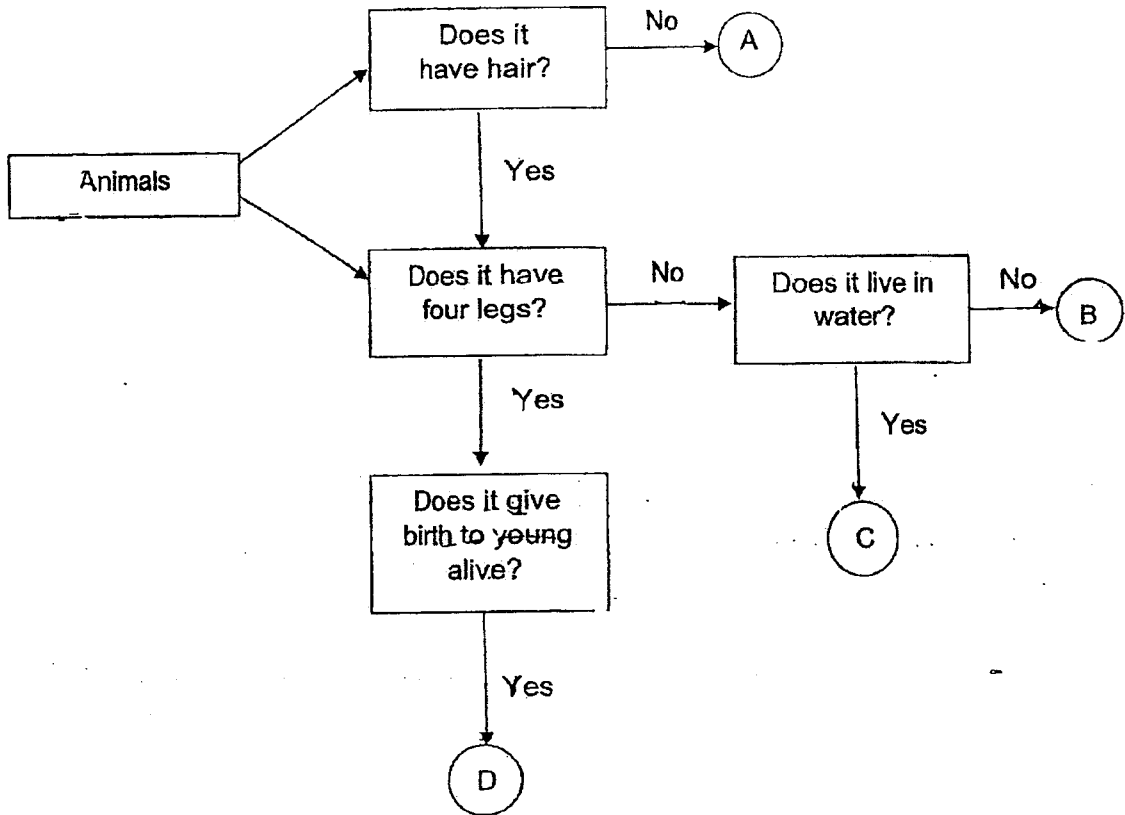 Does it
have hair?
No
A
Animals
Yes
Does it have
four legs?
No
Does it live in
water?
No
B
Yes
Yes
Does it give
birth to young
alive?
C
Yes
D